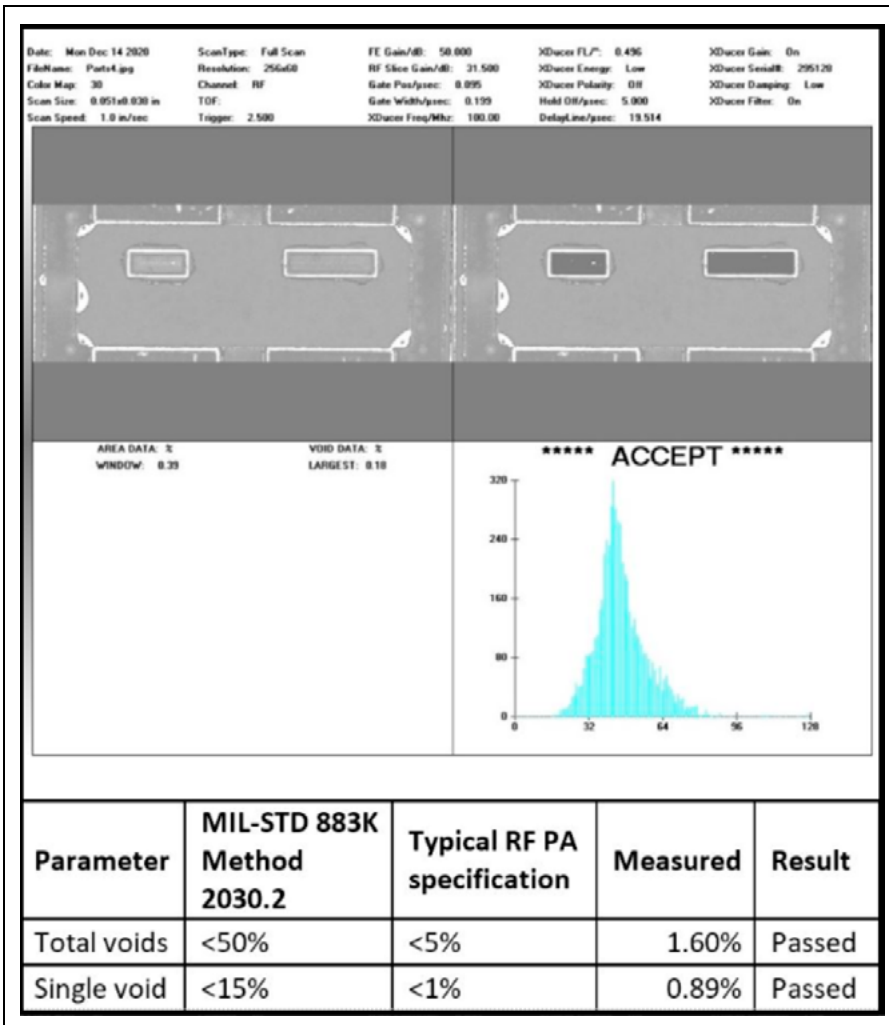 Date: Mon Dec 14 2020 ScanType: Full Scan FE Gain/dB: 50.000 XDucer FL/": 0.496 XDucer Gain: On
FileName: Parts4.jpg Resolution: 256x60 RF Slice Gain/dB: 31.500 XDucer Energy: Low XDucer Serial#: 295128
Color Map: 30 Channel: RF Gate Pos/µsec: 0.095 XDucer Polarity: Off XDucer Damping: Low
Scan Size: 0.051x0.038 in TOF: Gate Width/µsec: 0.199 Hold Off/µsec: 5.000 XDucer Filter: On
Scan Speed: 1.0 in/sec Trigger: 2.500 XDucer Freq/Mhz: 100.00 DelayLine/µsec: 19.514
AREA DATA: % VOID DATA: %
WINDOW: 0.39 LARGEST: 0.18
***** ACCEPT *****
320
240
160
80
0
0 32 64 96 128
Parameter MIL-STD 883K Method 2030.2 Typical RF PA specification Measured Result
Total voids <50% <5% 1.60% Passed
Single void <15% <1% 0.89% Passed